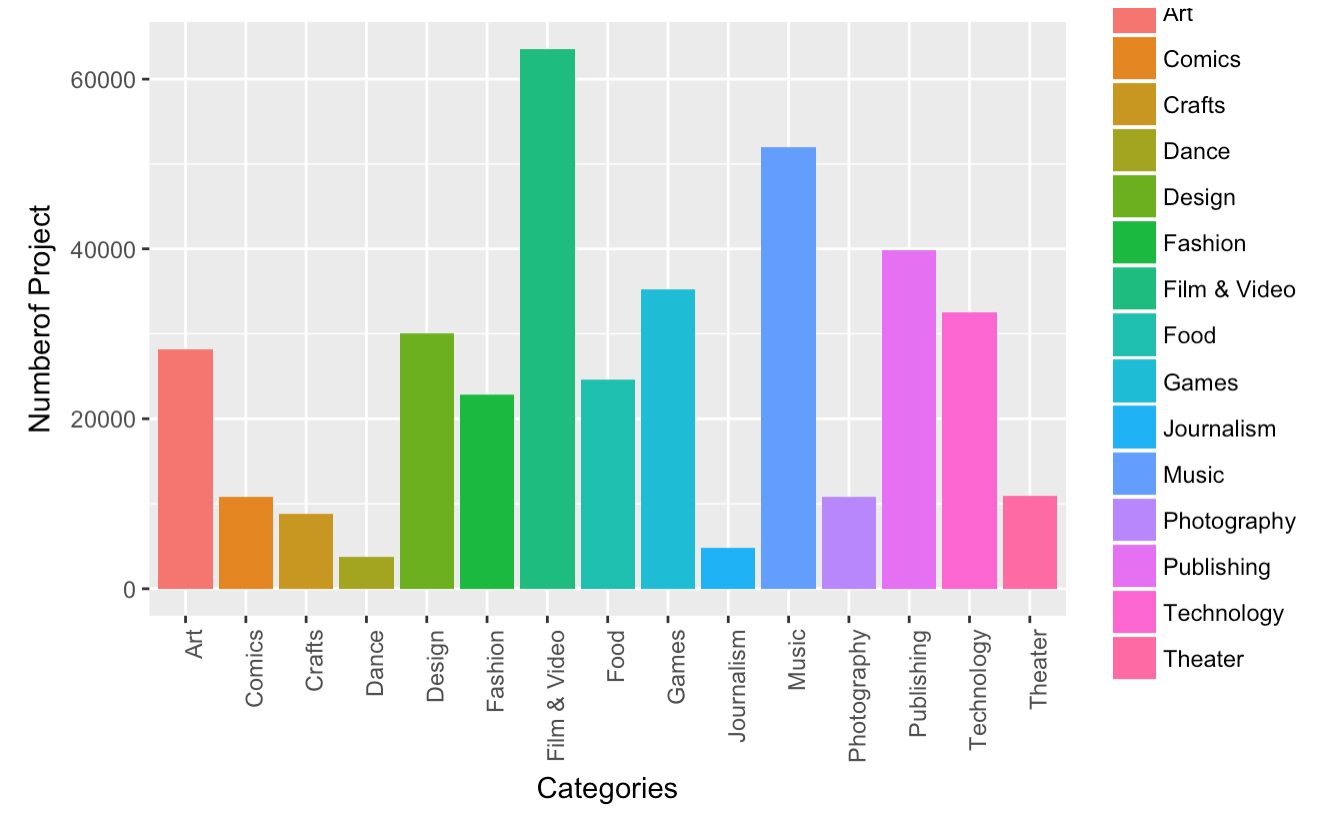 60000
40000
20000
0
Numberof Project
Art
Comics
Crafts
Dance
Design
Fashion
Film & Video
Food
Games
Journalism
Music
Photography
Publishing
Technology
Theater
Categories
Art
Comics
Crafts
Dance
Design
Fashion
Film & Video
Food
Games
Journalism
Music
Photography
Publishing
Technology
Theater